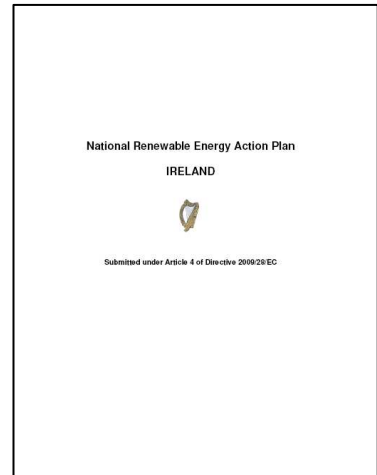 National Renewable Energy Action Plan
IRELAND
Submitted under Article 4 of Directive 2009/28/EC